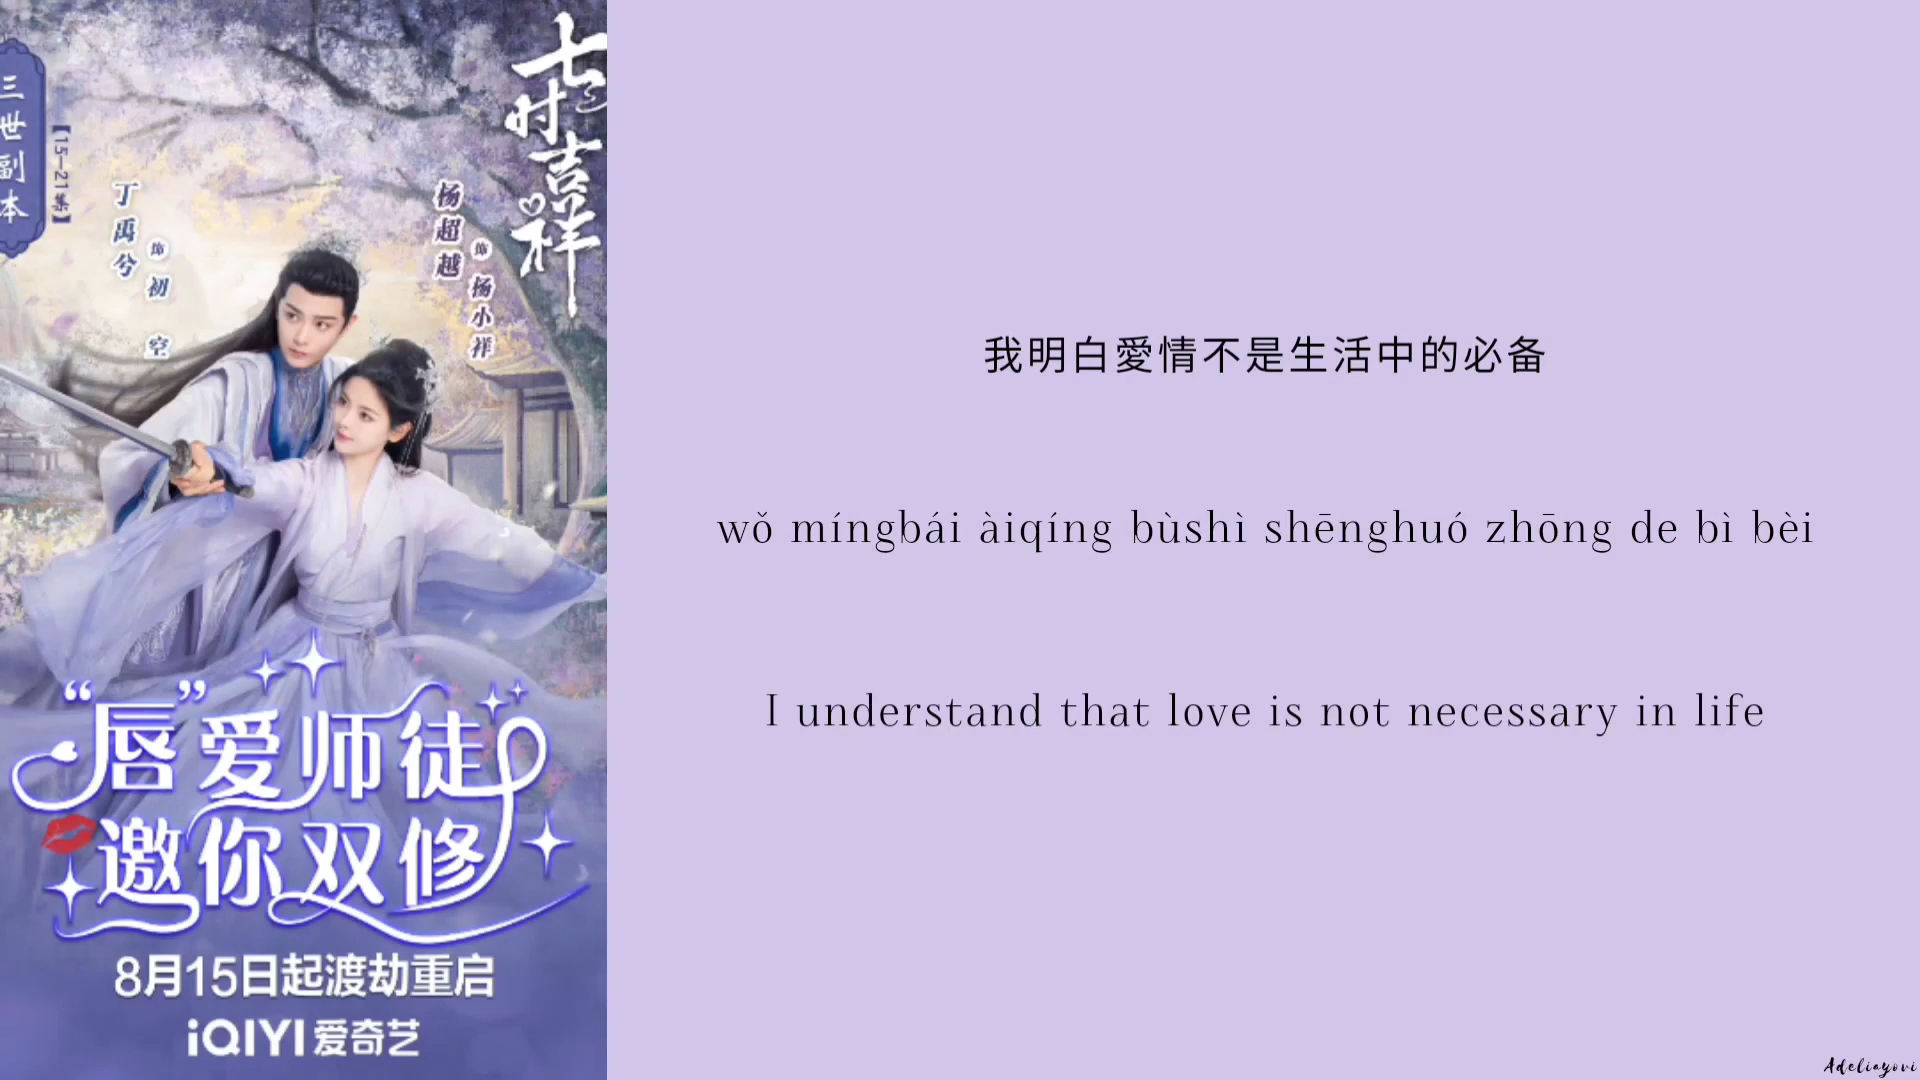 三世副本
【15—21集】
丁禹兮
饰
初空
杨超越
饰
杨小祥
七时吉祥
“唇”爱师徒
邀你双修
8月15日起渡劫重启
iQIYI爱奇艺
我明白愛情不是生活中的必备
wǒ míngbái àiqíng bùshì shēnghuó zhōng de bì bèi
I understand that love is not necessary in life
Adeliayovi